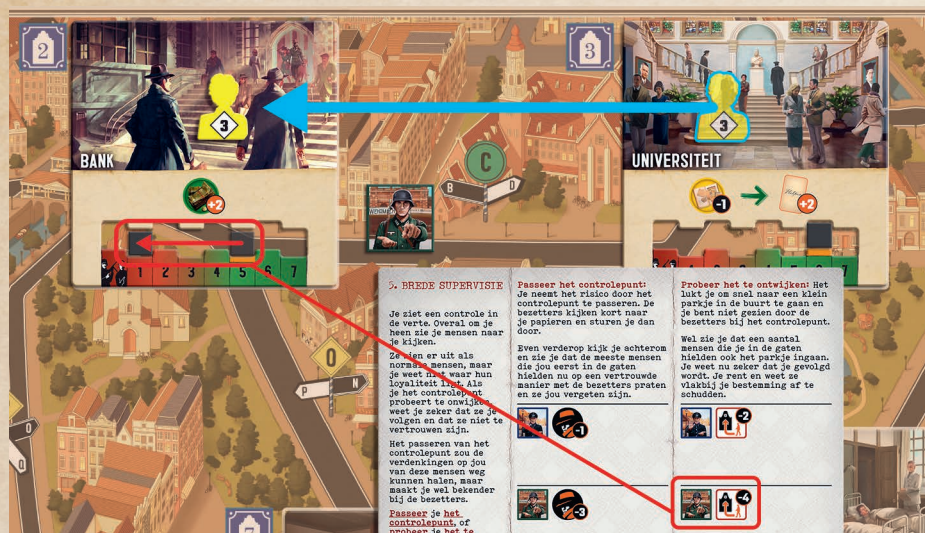 2
3
3
3
BANK
UNIVERSITEIT
C
B
D
+2
-1
+2
1 2 3 4 5 6 7
1
7
O
P
N
5. BREDE SUPERVISIE
Je ziet een controle in
de verte. Overal om je
heen zie je mensen naar
je kijken.
Ze zien er uit als
normale mensen, maar
je weet niet waar hun
loyaliteit ligt. Als
je het controlepunt
probeert te ontwijken,
weet je zeker dat ze je
volgen en dat ze niet te
vertrouwen zijn.
Het passeren van het
controlepunt zou de
verdenkingen op jou
van deze mensen weg
kunnen halen, maar
maakt je wel bekender
bij de bezetters.
Passeer je het
controlepunt, of
probeer je het te
Passeer het controlepunt:
Je neemt het risico door het
controlepunt te passeren. De
bezetters kijken kort naar
je papieren en sturen je dan
door.
Even verderop kijk je achterom
en zie je dat de meeste mensen
die jou eerst in de gaten
hielden nu op een vertrouwde
manier met de bezetters praten
en ze jou vergeten zijn.
-1
-3
Probeer het te ontwijken: Het
lukt je om snel naar een klein
parkje in de buurt te gaan en
je bent niet gezien door de
bezetters bij het controlepunt.
Wel zie je dat een aantal
mensen die je in de gaten
hielden ook het parkje ingaan.
Je weet nu zeker dat je gevolgd
wordt. Je rent en weet ze
vlakbij je bestemming af te
schudden.
-2
-4
7